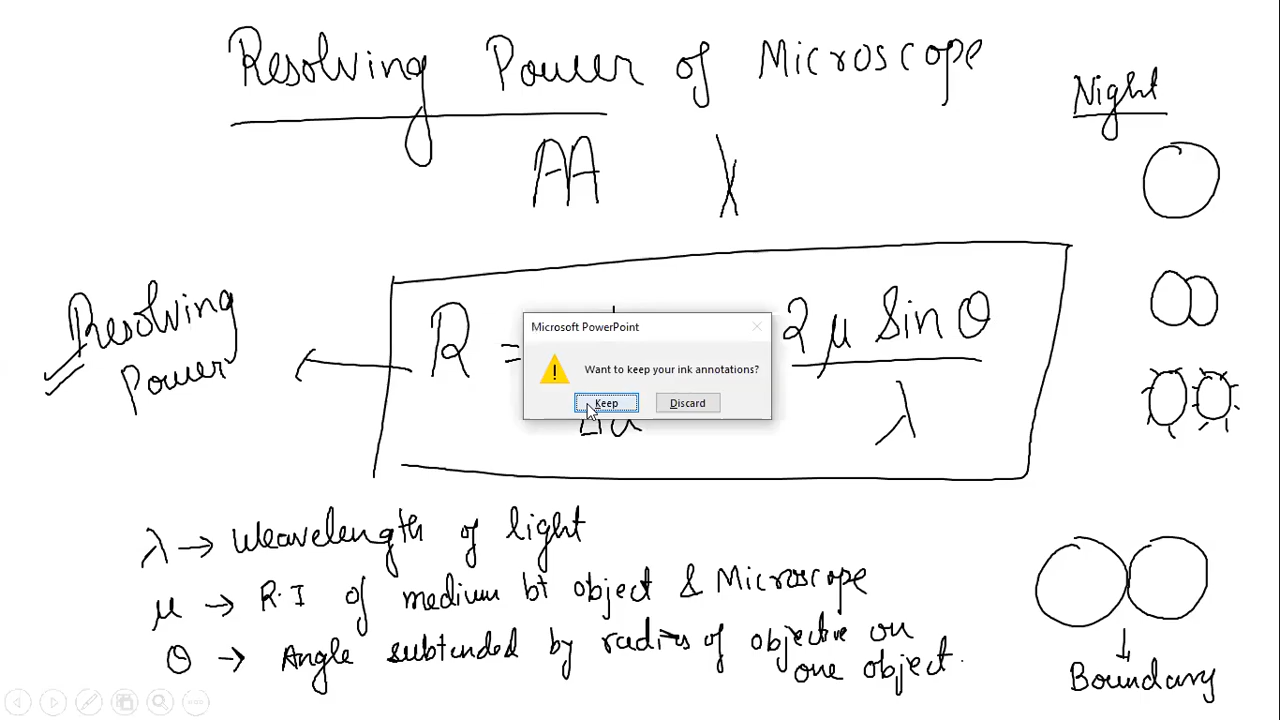 Resolving Power of Microscope
Night
AA λ
Resolving Power
R = 2μ Sin θ
λ
Microsoft PowerPoint
Want to keep your ink annotations?
Keep Discard
λ → Weavelength of light
μ → R.I of medium bt object & Microscope
θ → Angle subtended by radius of objective on
one object.
Boundary